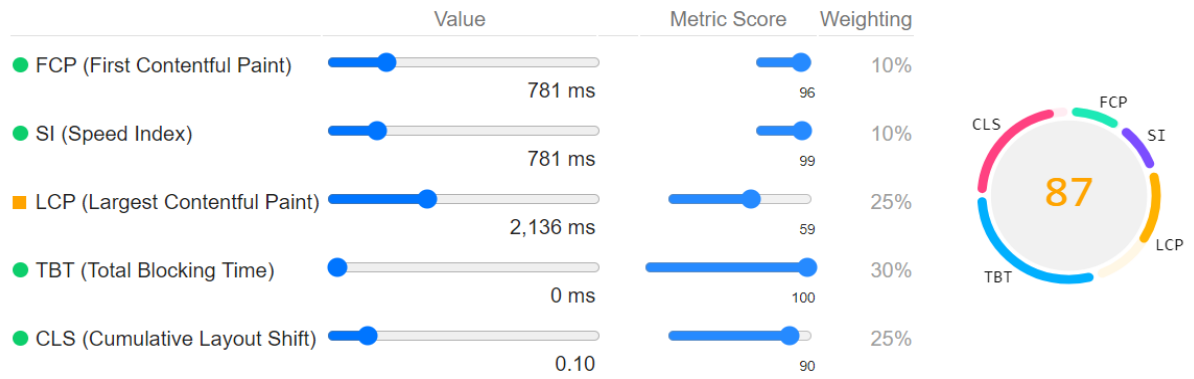 Value Metric Score Weighting
FCP (First Contentful Paint) 10%
781 ms 96
SI (Speed Index) 10%
781 ms 99
LCP (Largest Contentful Paint) 25%
2,136 ms 59
TBT (Total Blocking Time) 30%
0 ms 100
CLS (Cumulative Layout Shift) 25%
0.10 90
FCP
CLS
SI
87
LCP
TBT